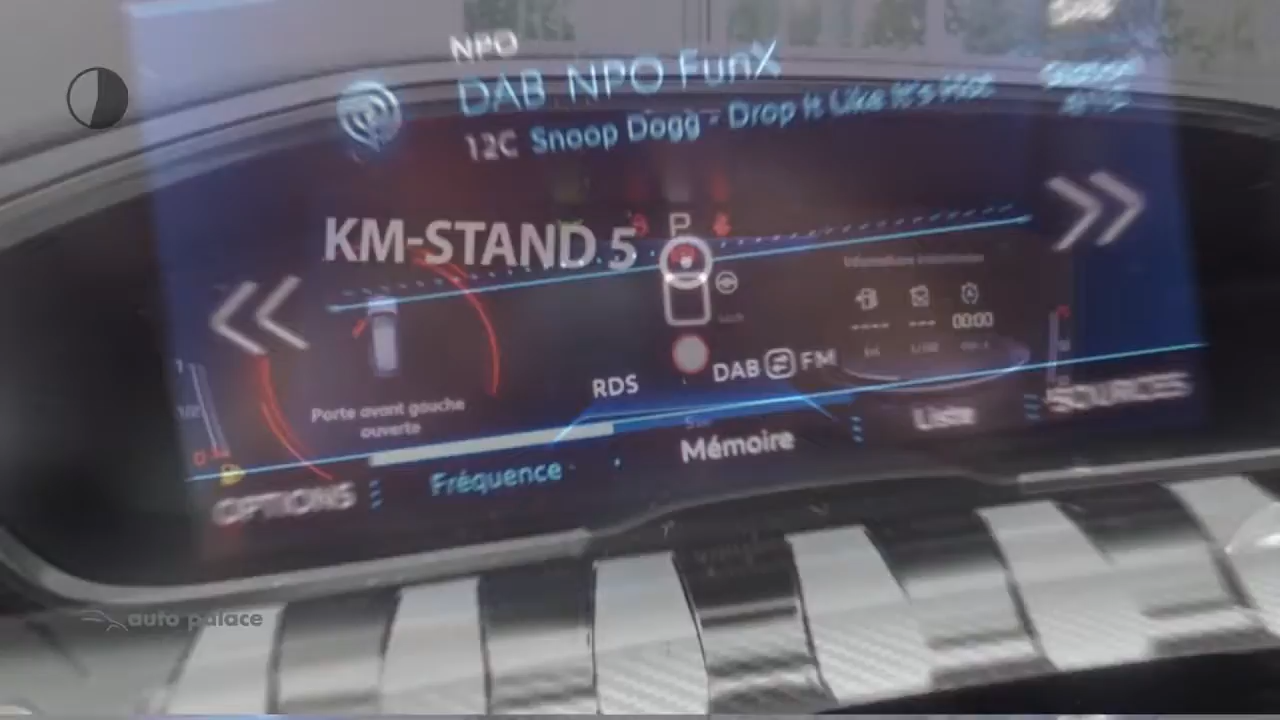 NPO
DAB NPO FunX
12C Snoop Dogg - Drop It Like It's Hot
P
KM-STAND 5
00:00
Porte avant gauche
ouverte
RDS
DAB FM
OPTIONS
Fréquence
Mémoire
Liste
SOURCES
auto palace